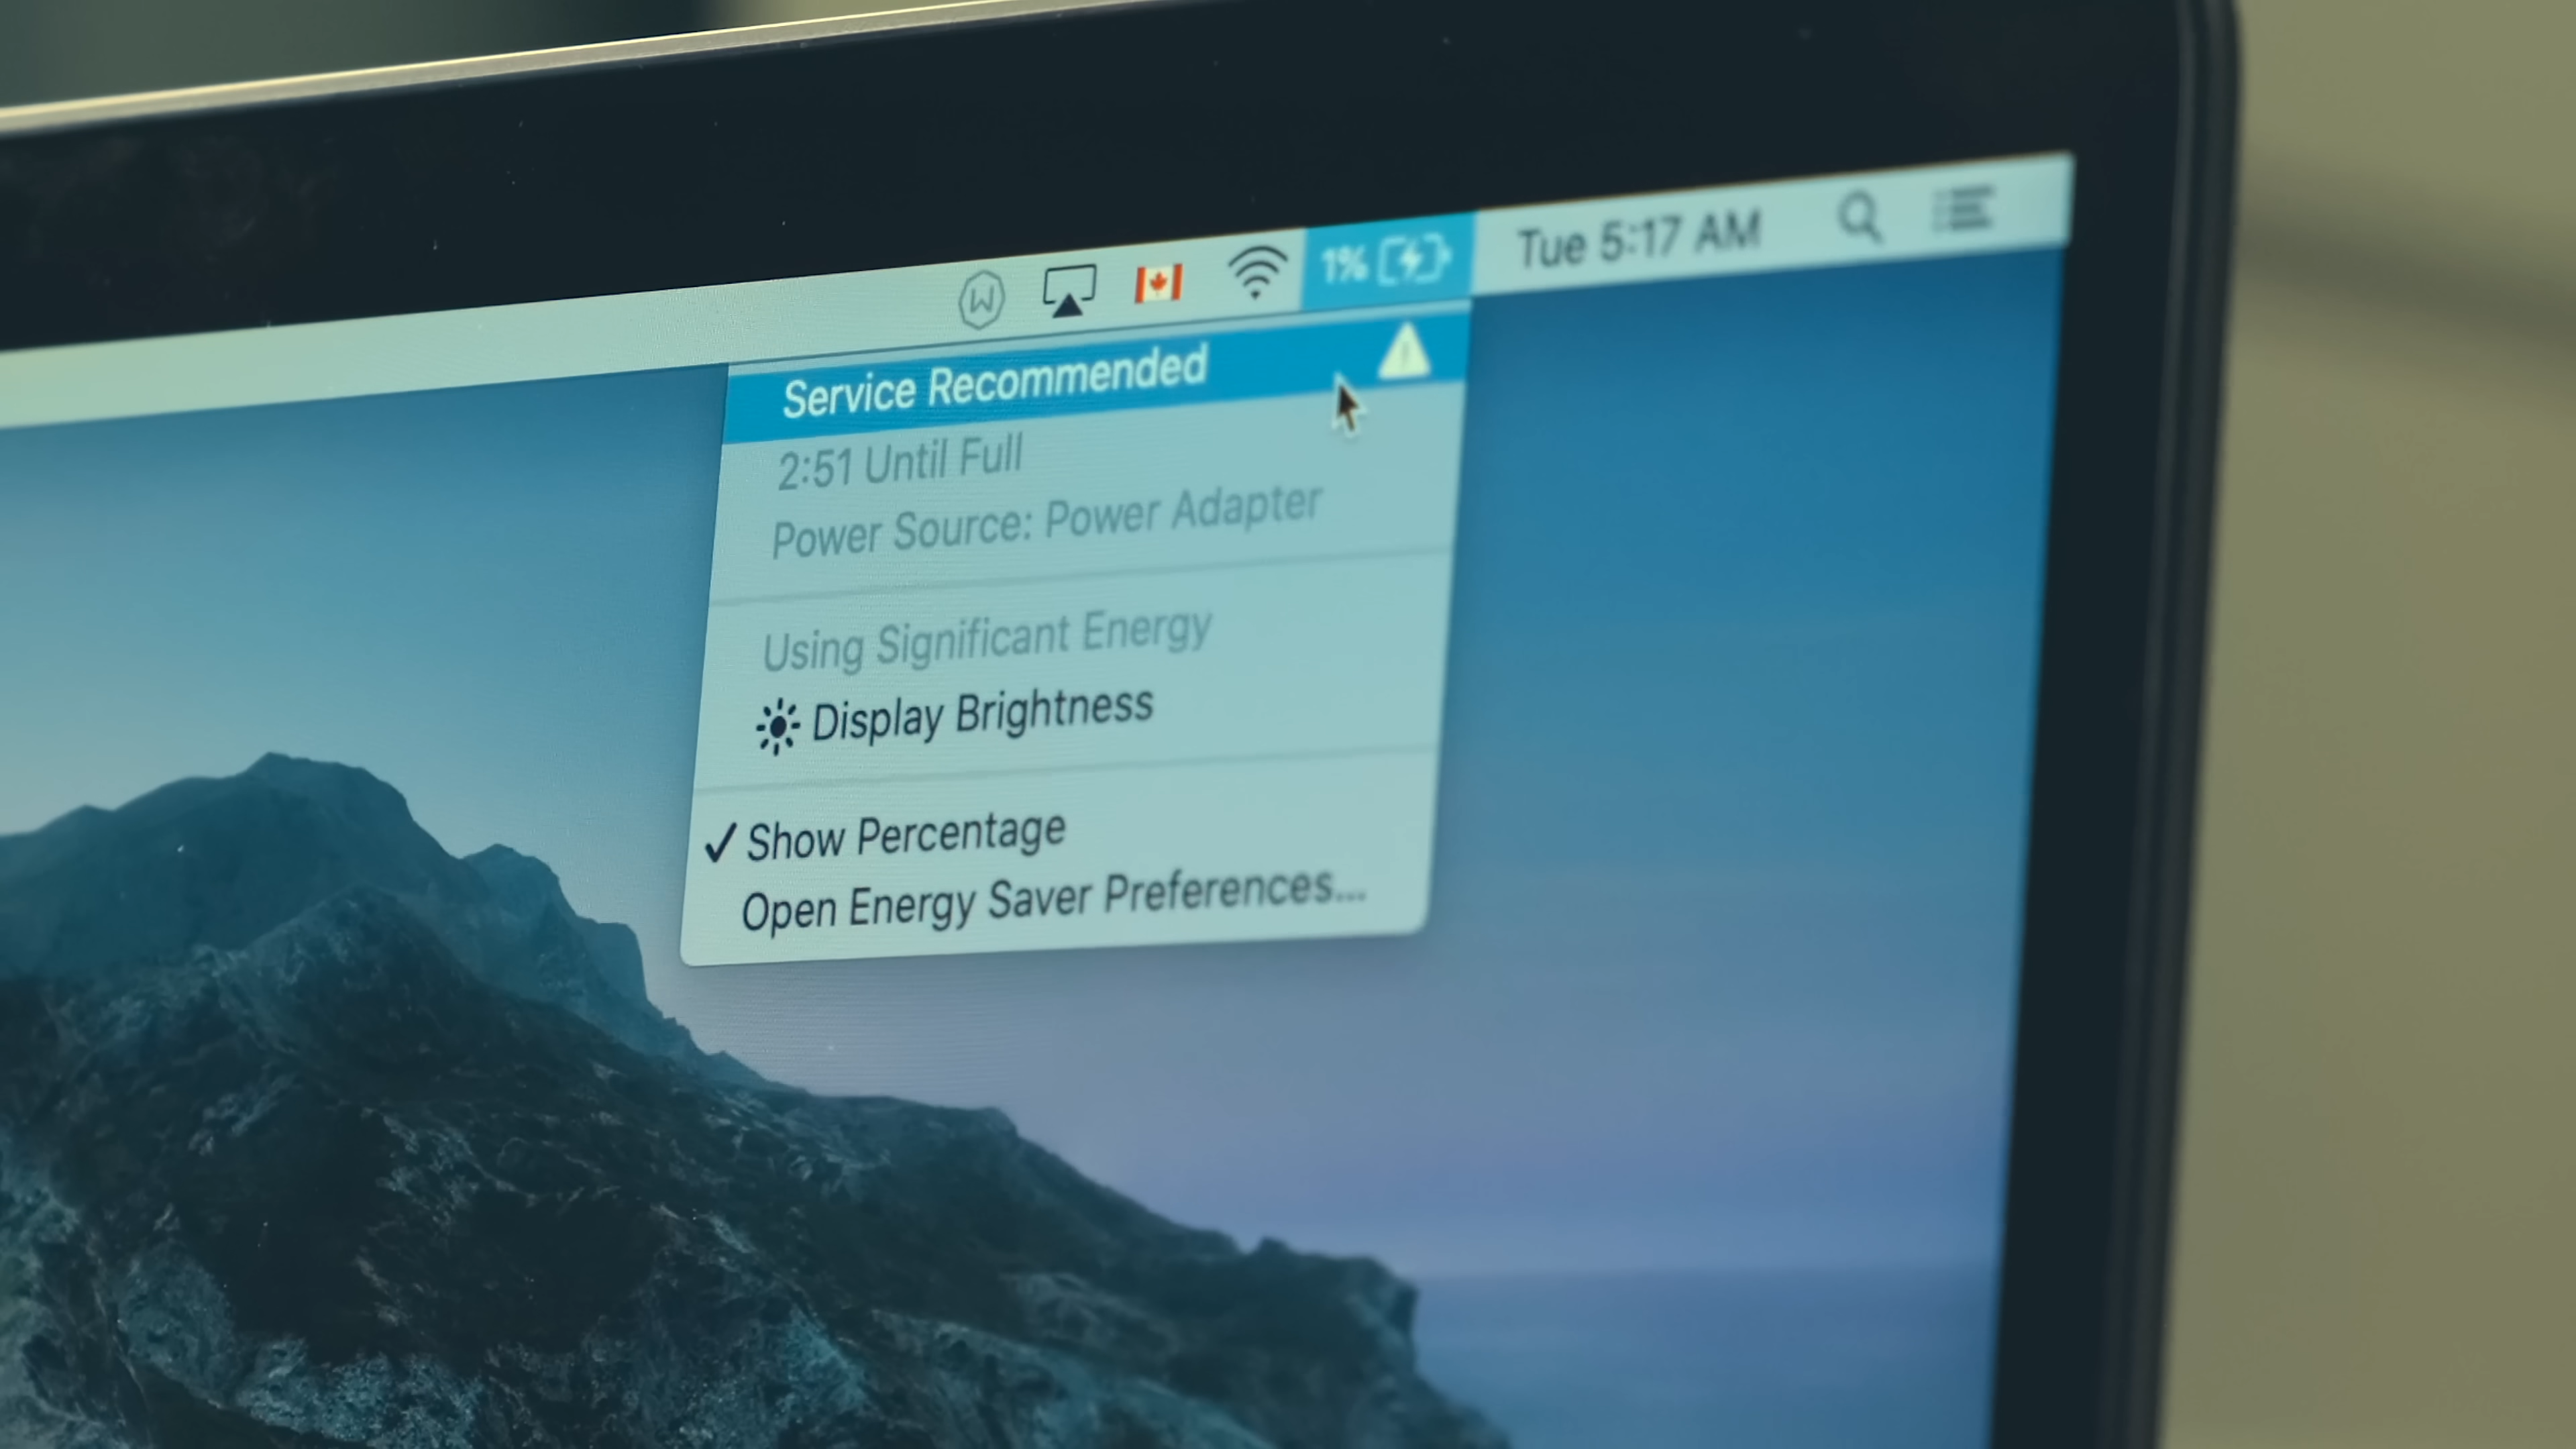 1% Tue 5:17 AM
Service Recommended
2:51 Until Full
Power Source: Power Adapter
Using Significant Energy
Display Brightness
✓ Show Percentage
Open Energy Saver Preferences...